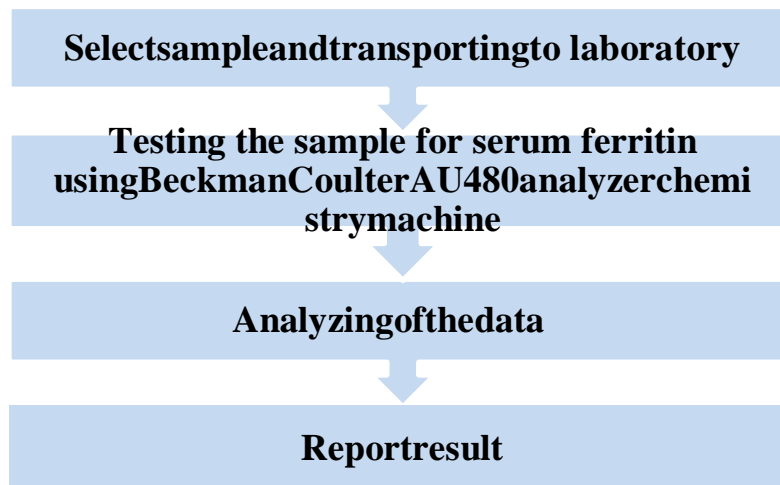 Selectsampleandtransportingto laboratory
Testing the sample for serum ferritin
usingBeckmanCoulterAU480analyzerchemi
strymachine
Analyzingofthedata
Reportresult